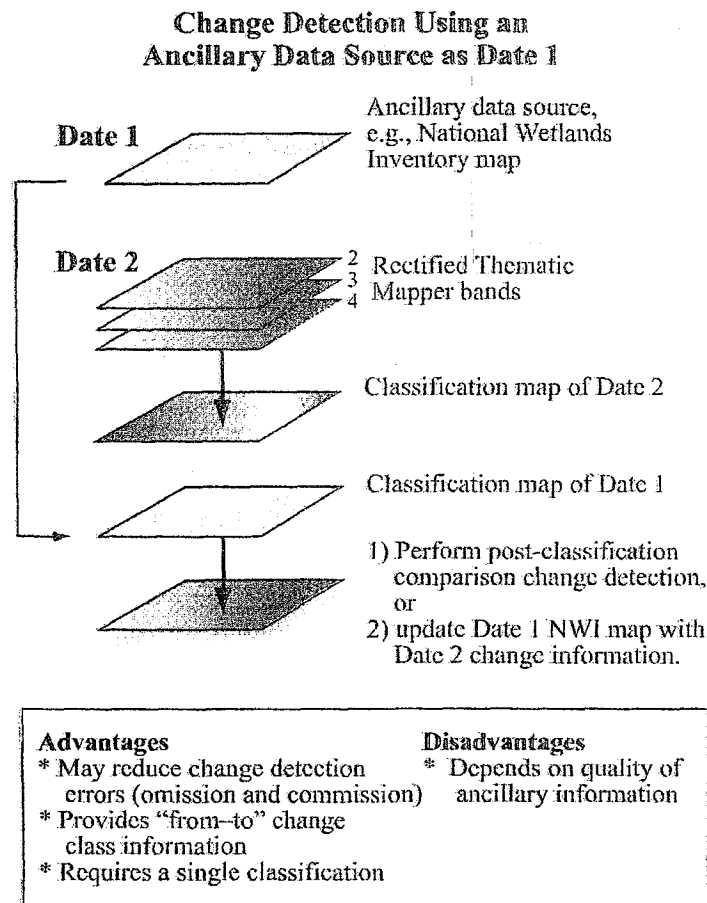 Change Detection Using an
Ancillary Data Source as Date 1
Date 1
Ancillary data source,
e.g., National Wetlands
Inventory map
Date 2
2
3
4
Rectified Thematic
Mapper bands
Classification map of Date 2
Classification map of Date 1
1) Perform post-classification
comparison change detection,
or
2) update Date 1 NWI map with
Date 2 change information.
Advantages
* May reduce change detection
errors (omission and commission)
* Provides “from–to” change
class information
* Requires a single classification
Disadvantages
* Depends on quality of
ancillary information